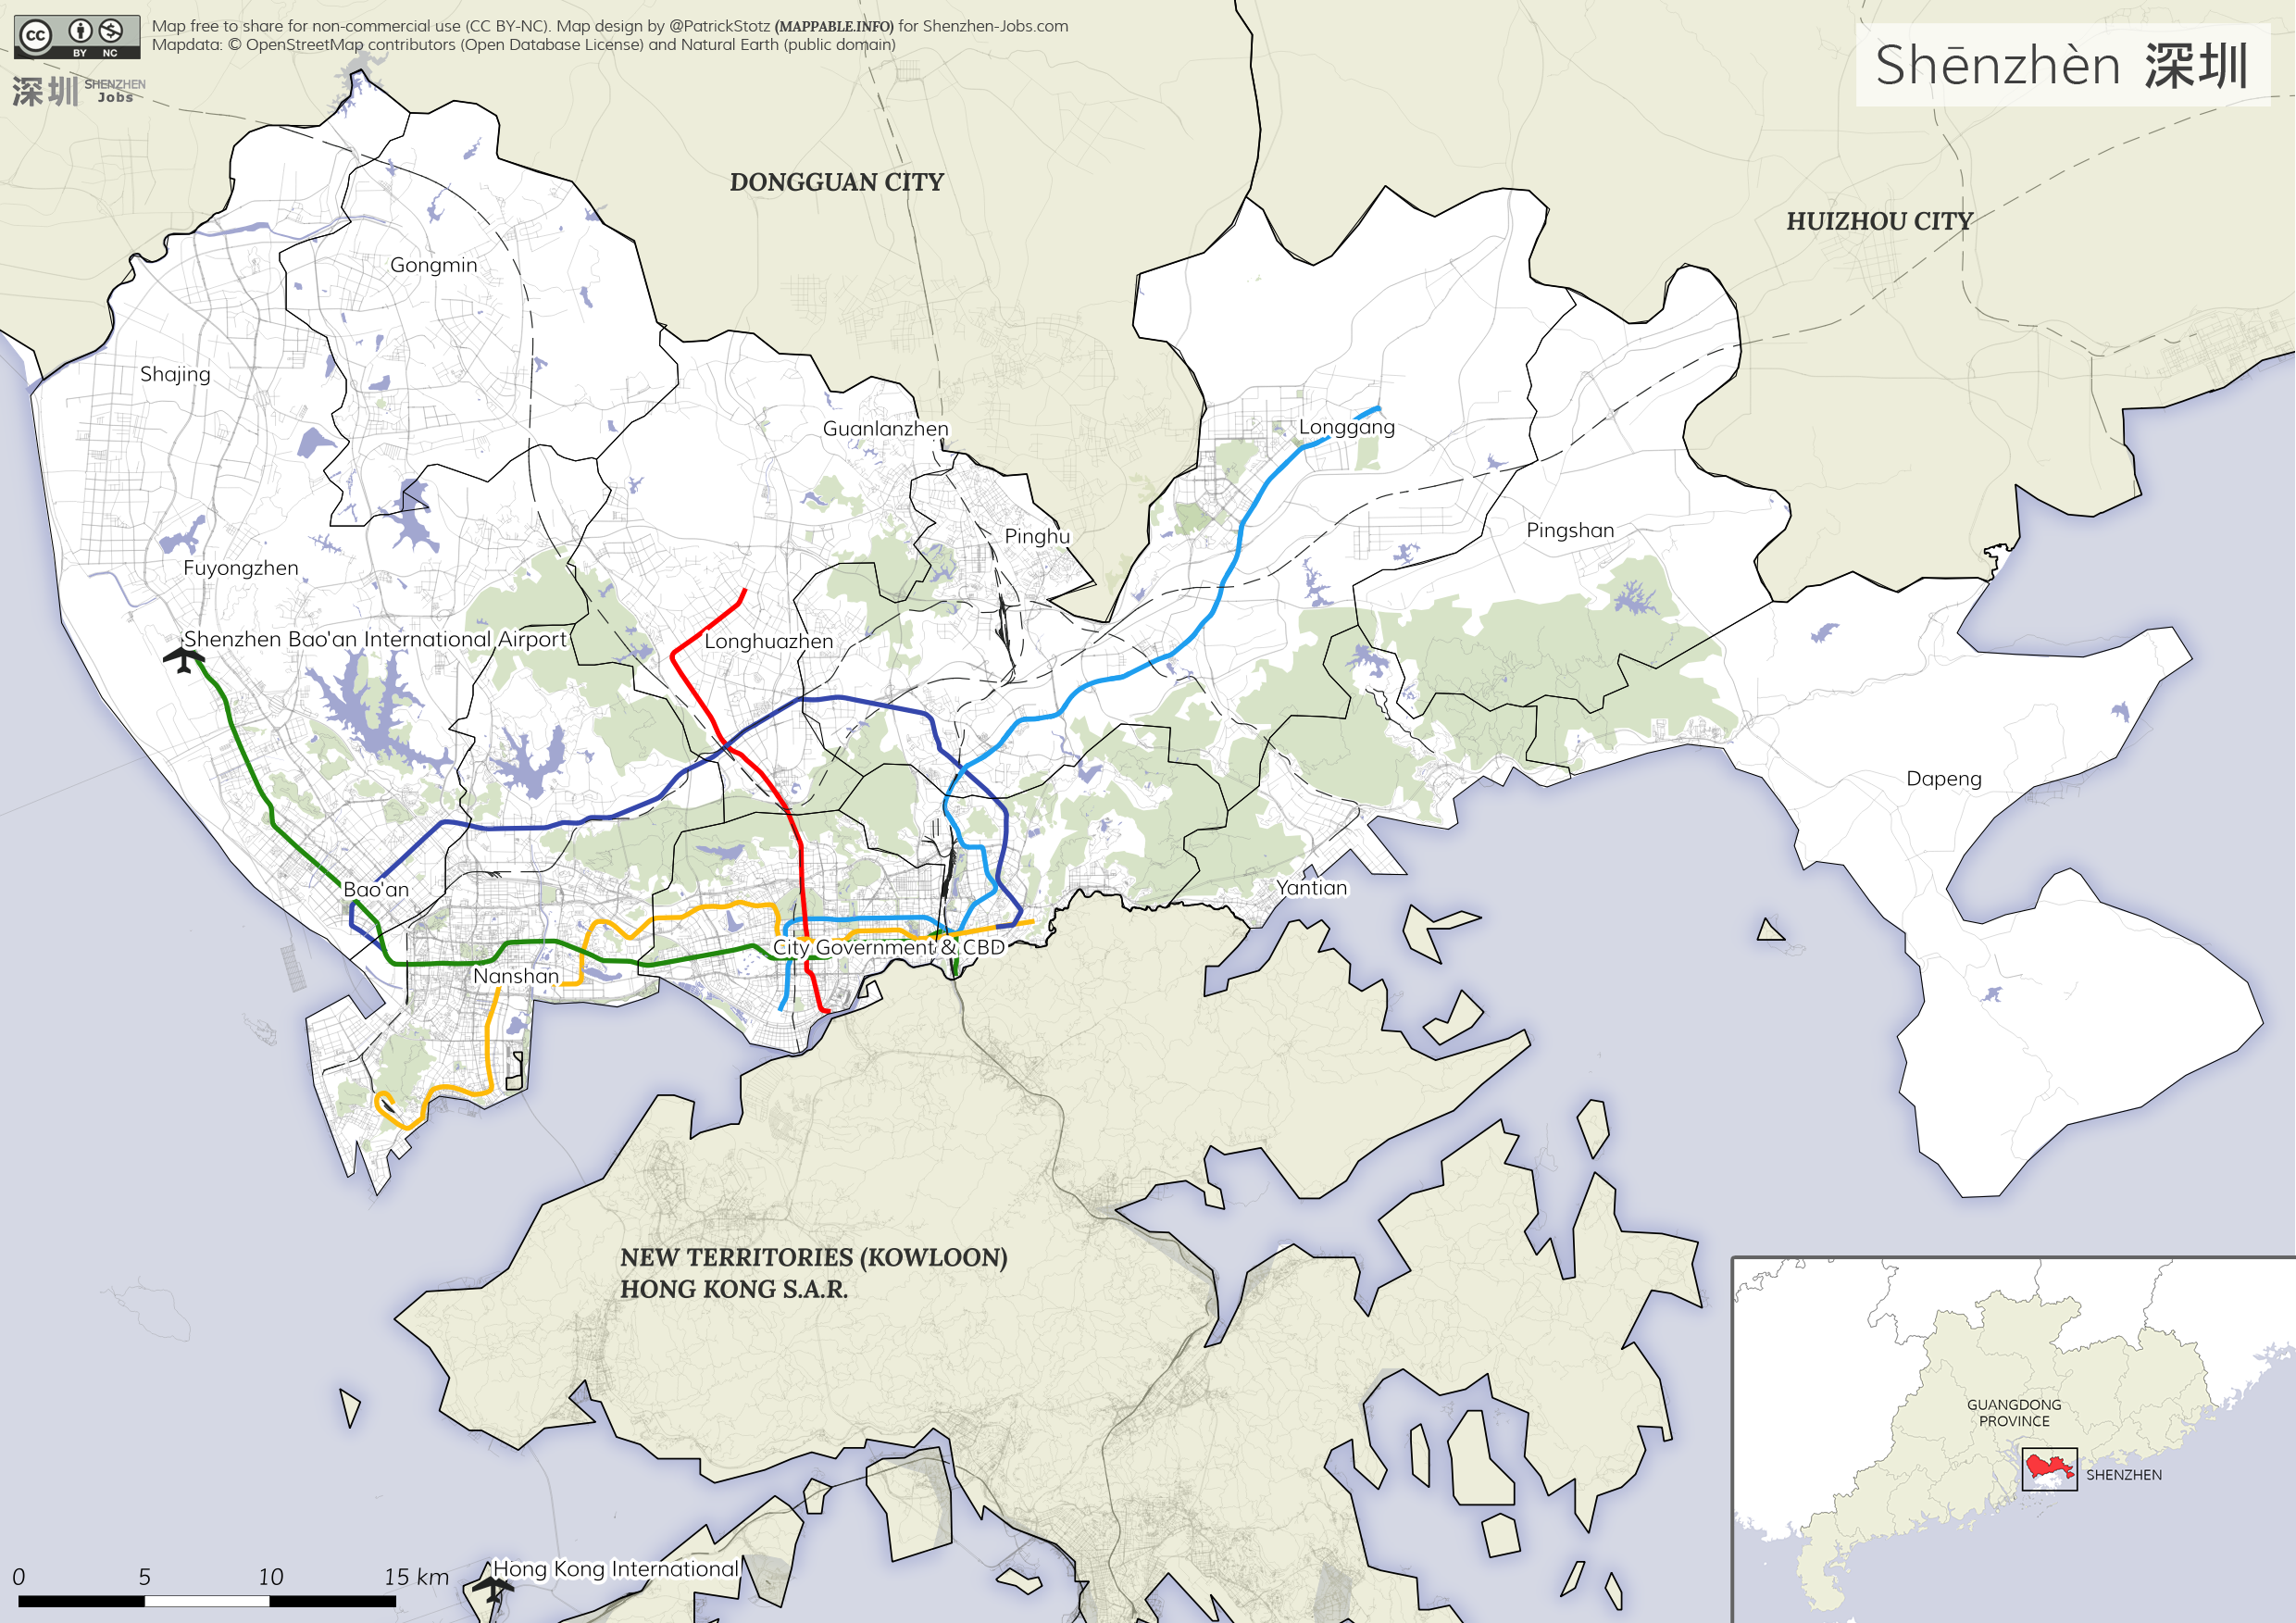 cc
BY NC
Map free to share for non-commercial use (CC BY-NC). Map design by @PatrickStotz (MAPPABLE.INFO) for Shenzhen-Jobs.com
Mapdata: © OpenStreetMap contributors (Open Database License) and Natural Earth (public domain)
深圳 SHENZHEN
Jobs
Shēnzhèn 深圳
DONGGUAN CITY
HUIZHOU CITY
Gongmin
Shajing
Guanlanzhen
Longgang
Pinghu
Pingshan
Fuyongzhen
Shenzhen Bao'an International Airport
Longhuazhen
Dapeng
Bao'an
Yantian
City Government & CBD
Nanshan
NEW TERRITORIES (KOWLOON)
HONG KONG S.A.R.
GUANGDONG
PROVINCE
SHENZHEN
Hong Kong International
0 5 10 15 km